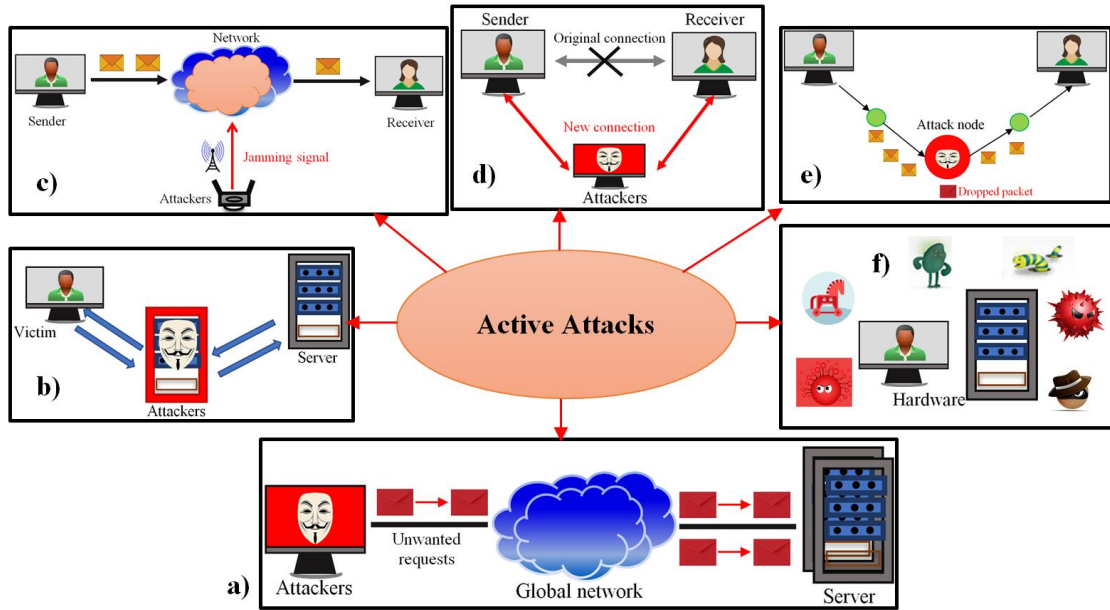 Network
Sender
Receiver
Jamming signal
Attackers
c)
Sender
Receiver
Original connection
New connection
Attackers
d)
Attack node
Dropped packet
e)
Victim
Server
Attackers
b)
Active Attacks
f)
Hardware
Unwanted
requests
Attackers
Global network
Server
a)